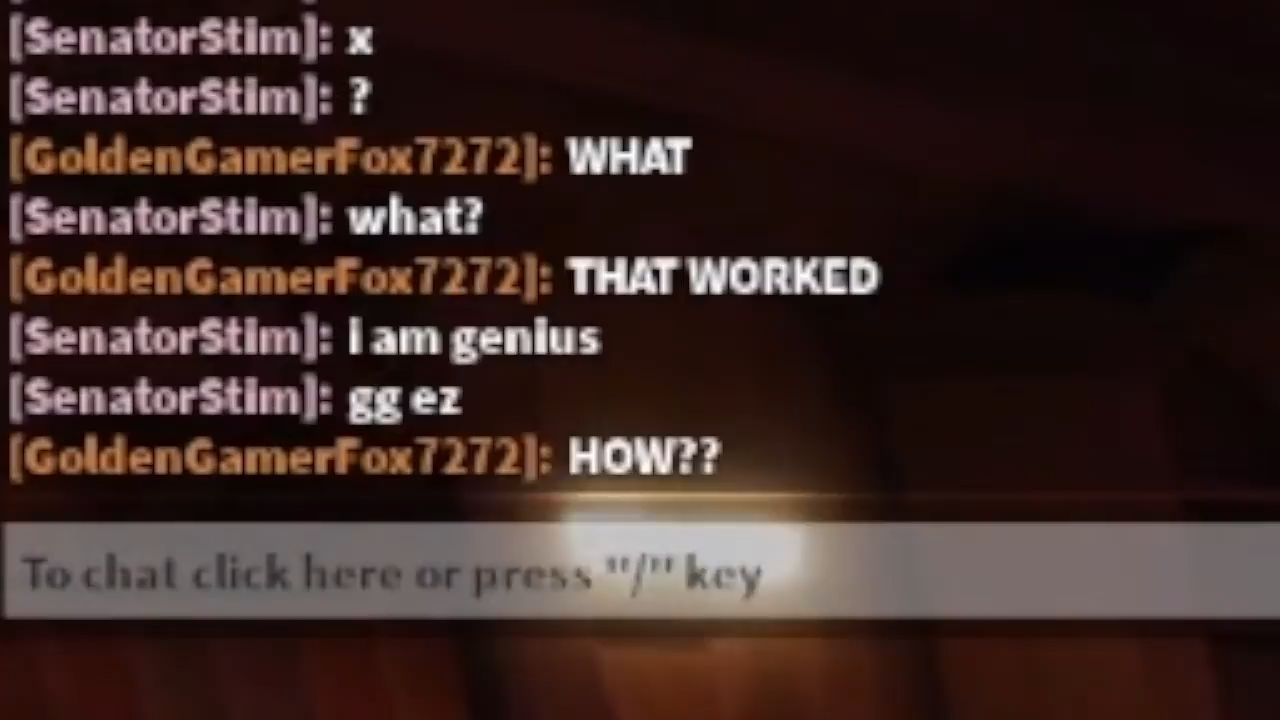 [SenatorStim]: x
[SenatorStim]: ?
[GoldenGamerFox7272]: WHAT
[SenatorStim]: what?
[GoldenGamerFox7272]: THAT WORKED
[SenatorStim]: i am genius
[SenatorStim]: gg ez
[GoldenGamerFox7272]: HOW??
To chat click here or press "/" key